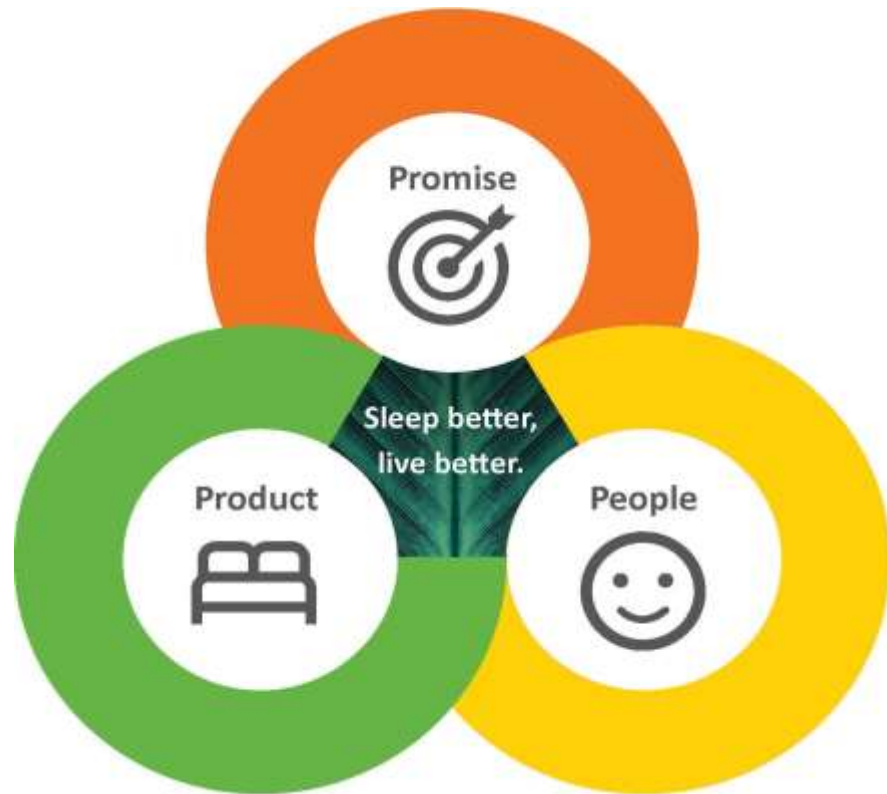 Promise
Sleep better,
live better.
Product
People